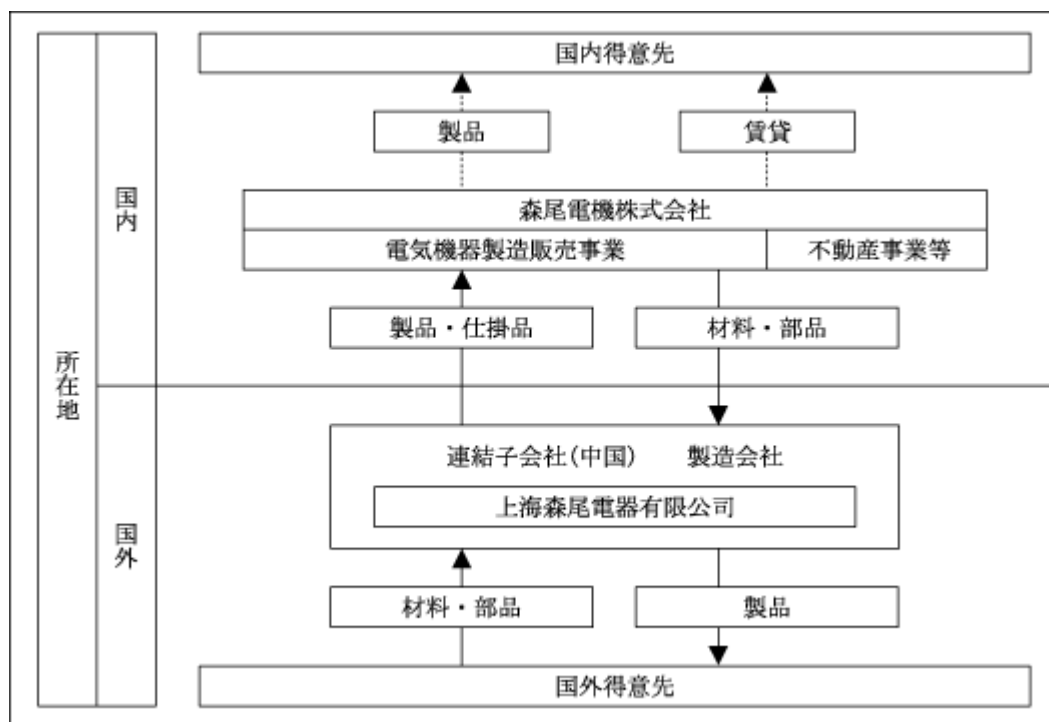 所在地
国内
国内得意先
製品
賃貸
森尾電機株式会社
電気機器製造販売事業
不動産事業等
製品・仕掛品
材料・部品
国外
連結子会社(中国) 製造会社
上海森尾電器有限公司
材料・部品
製品
国外得意先